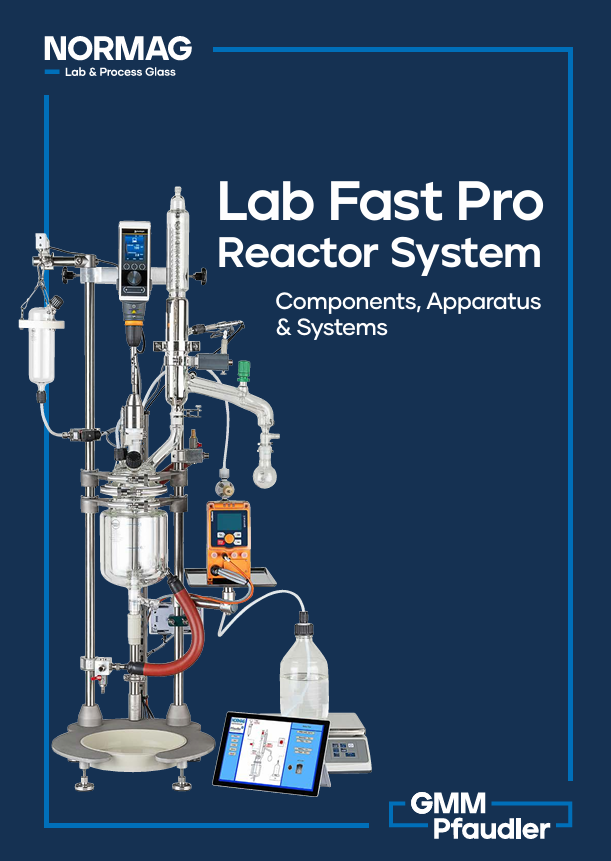 NORMAG
Lab & Process Glass
Lab Fast Pro
Reactor System
Components, Apparatus
& Systems
GMM
Pfaudler